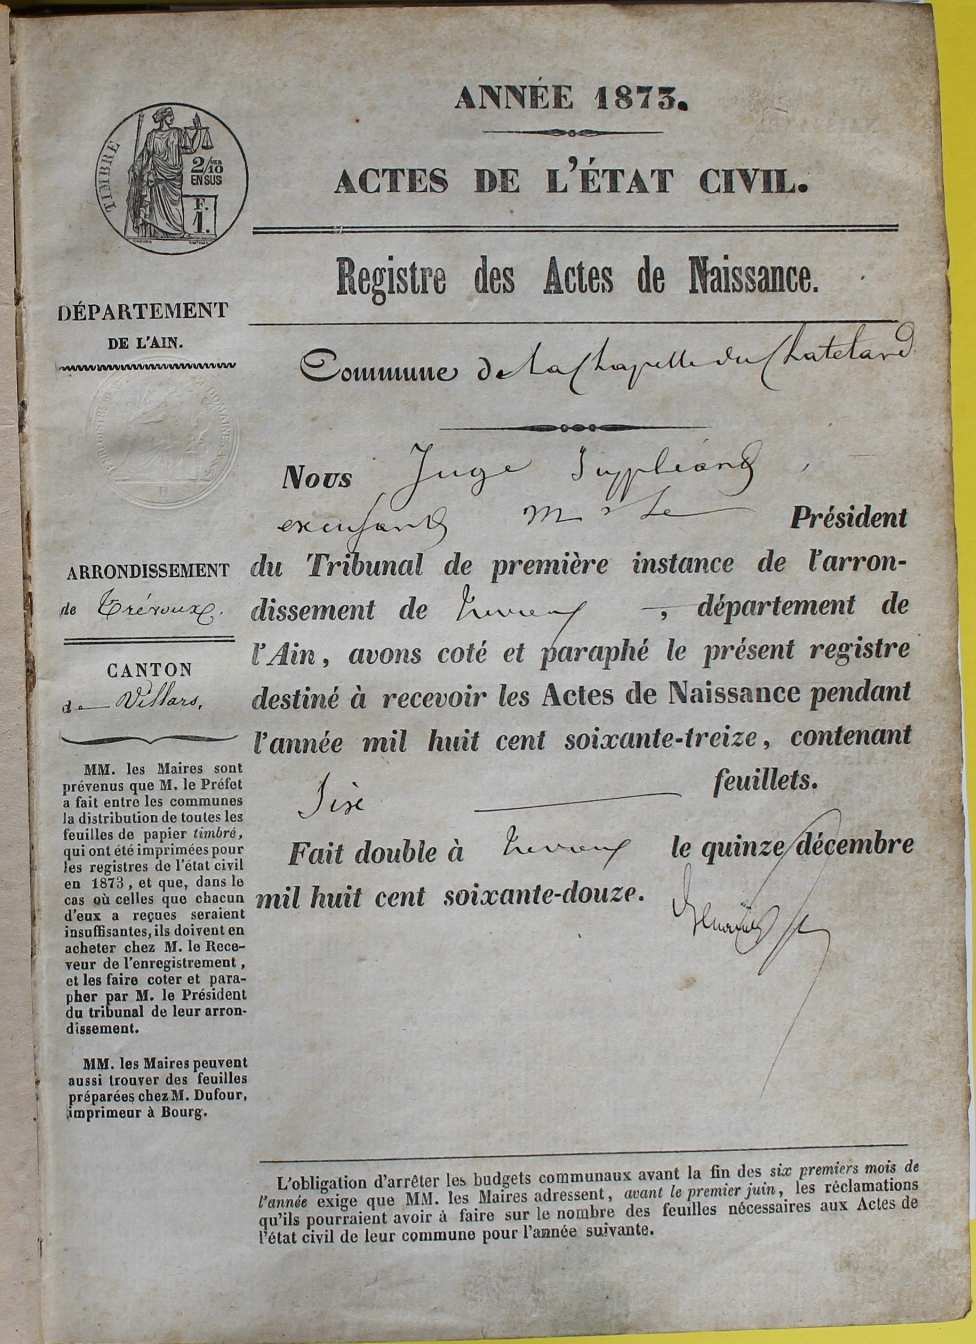 ANNÉE 1873.
ACTES DE L'ÉTAT CIVIL.
TIMBRE
2/10
EN SUS
F.
1.
Registre des Actes de Naissance.
DÉPARTEMENT
DE L'AIN.
Commune de La Chapelle du Chatelard
Nous Juge Suppléant
Mr le Président
du Tribunal de première instance de l'arron-
dissement de Trevoux, département de
l'Ain, avons coté et paraphé le présent registre
destiné à recevoir les Actes de Naissance pendant
l'année mil huit cent soixante-treize, contenant
Six feuillets.
Fait double à Trevoux le quinze décembre
mil huit cent soixante-douze.
ARRONDISSEMENT
de Trévoux.
CANTON
de Villars.
MM. les Maires sont
prévenus que M. le Préfet
a fait entre les communes
la distribution de toutes les
feuilles de papier timbré,
qui ont été imprimées pour
les registres de l'état civil
en 1873, et que, dans le
cas où celles que chacun
d'eux a reçues seraient
insuffisantes, ils doivent en
acheter chez M. le Rece-
veur de l'enregistrement,
et les faire coter et para-
pher par M. le Président
du tribunal de leur arron-
dissement.
MM. les Maires peuvent
aussi trouver des feuilles
préparées chez M. Dufour,
imprimeur à Bourg.
L'obligation d'arrêter les budgets communaux avant la fin des six premiers mois de
l'année exige que MM. les Maires adressent, avant le premier juin, les réclamations
qu'ils pourraient avoir à faire sur le nombre des feuilles nécessaires aux Actes de
l'état civil de leur commune pour l'année suivante.